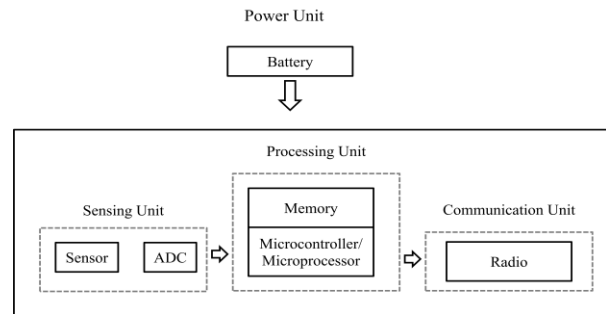 Power Unit
Battery
Processing Unit
Sensing Unit
Memory
Communication Unit
Sensor
ADC
Microcontroller/
Microprocessor
Radio